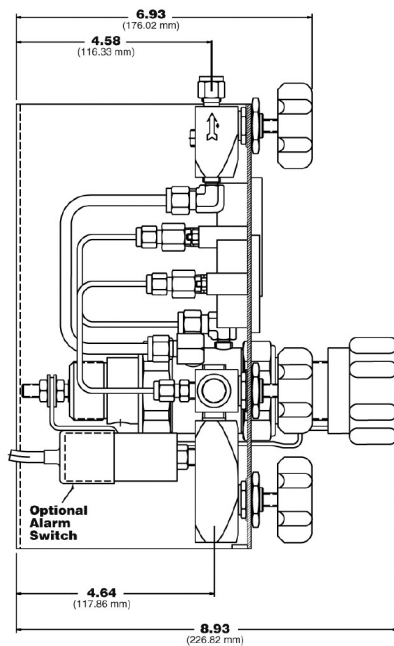 6.93
(176.02 mm)
4.58
(116.33 mm)
Optional
Alarm
Switch
4.64
(117.86 mm)
8.93
(226.82 mm)